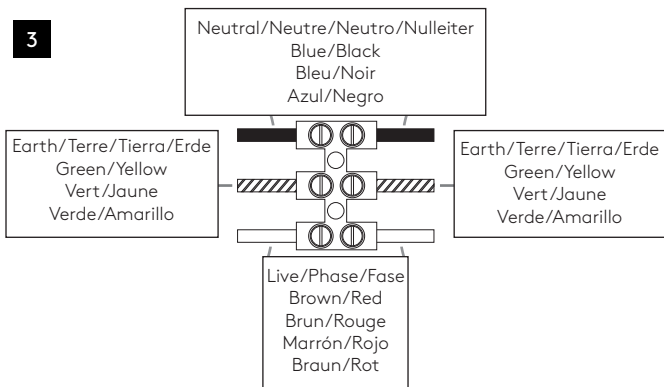 3
Neutral/Neutre/Neutro/Nulleiter
Blue/Black
Bleu/Noir
Azul/Negro
Earth/Terre/Tierra/Erde
Green/Yellow
Vert/Jaune
Verde/Amarillo
Earth/Terre/Tierra/Erde
Green/Yellow
Vert/Jaune
Verde/Amarillo
Live/Phase/Fase
Brown/Red
Brun/Rouge
Marrón/Rojo
Braun/Rot